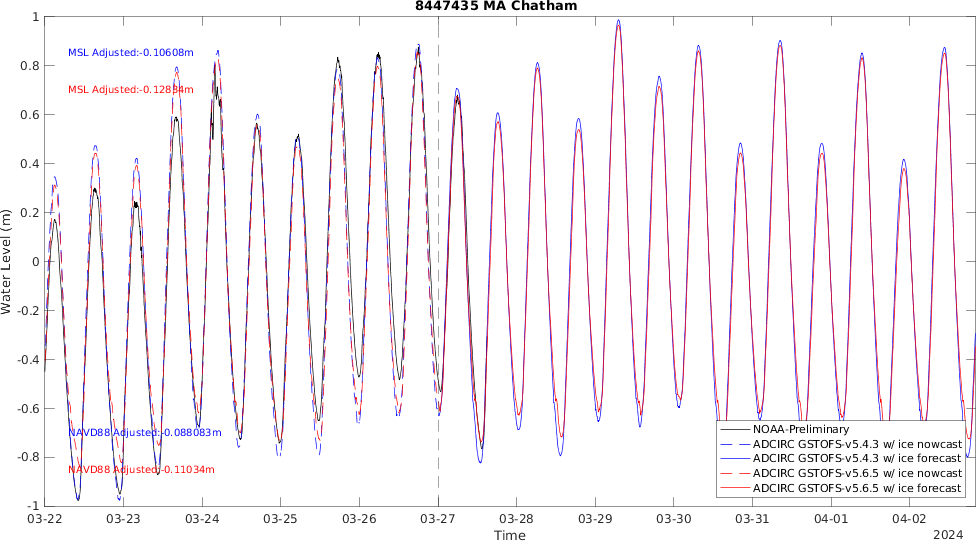 8447435 MA Chatham
1
0.8
0.6
0.4
0.2
0
-0.2
-0.4
-0.6
-0.8
-1
Water Level (m)
MSL Adjusted:-0.10608m
MSL Adjusted:-0.12884m
NAVD88 Adjusted:-0.088083m
NAVD88 Adjusted:-0.11034m
NOAA-Preliminary
ADCIRC GSTOFS-v5.4.3 w/ ice nowcast
ADCIRC GSTOFS-v5.4.3 w/ ice forecast
ADCIRC GSTOFS-v5.6.5 w/ ice nowcast
ADCIRC GSTOFS-v5.6.5 w/ ice forecast
03-22 03-23 03-24 03-25 03-26 03-27 03-28 03-29 03-30 03-31 04-01 04-02
Time
2024